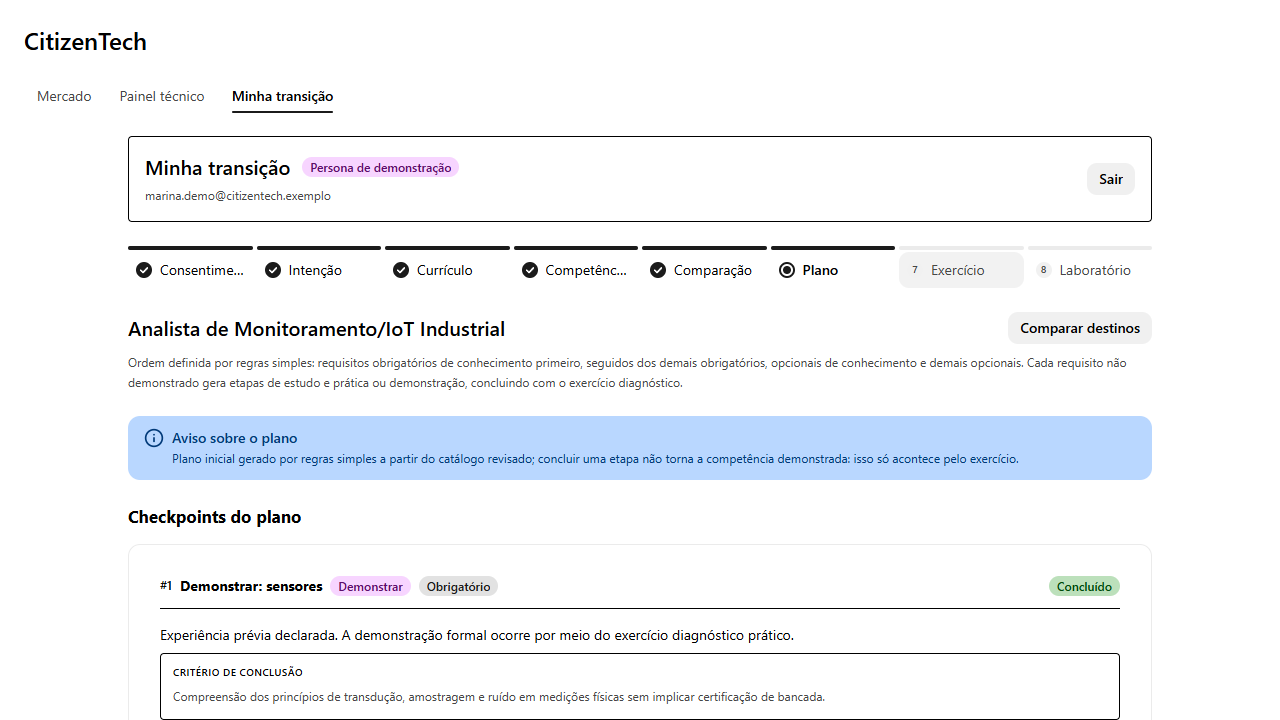 CitizenTech
Mercado
Painel técnico
Minha transição
Minha transição
Persona de demonstração
marina.demo@citizentech.exemplo
Sair
Consentime...
Intenção
Currículo
Competênc...
Comparação
Plano
7 Exercício
8 Laboratório
Analista de Monitoramento/IoT Industrial
Comparar destinos
Ordem definida por regras simples: requisitos obrigatórios de conhecimento primeiro, seguidos dos demais obrigatórios, opcionais de conhecimento e demais opcionais. Cada requisito não
demonstrado gera etapas de estudo e prática ou demonstração, concluindo com o exercício diagnóstico.
Aviso sobre o plano
Plano inicial gerado por regras simples a partir do catálogo revisado; concluir uma etapa não torna a competência demonstrada: isso só acontece pelo exercício.
Checkpoints do plano
#1 Demonstrar: sensores
Demonstrar
Obrigatório
Concluído
Experiência prévia declarada. A demonstração formal ocorre por meio do exercício diagnóstico prático.
CRITÉRIO DE CONCLUSÃO
Compreensão dos princípios de transdução, amostragem e ruído em medições físicas sem implicar certificação de bancada.